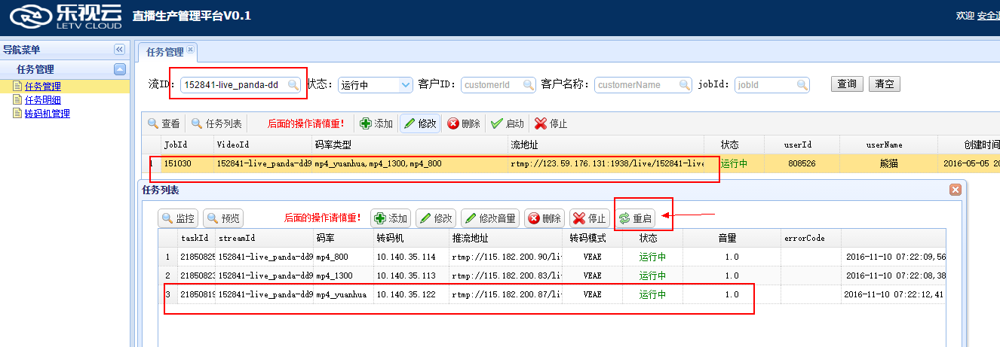 乐视云 直播生产管理平台V0.1 欢迎 安全
LETV CLOUD
导航菜单
任务管理
任务管理
任务明细
转码机管理
任务管理
流ID： 152841-live_panda-dd 状态： 运行中 客户ID： customerId 客户名称： customerName jobId： jobId 查询 清空
查看 任务列表 后面的操作请慎重！ 添加 修改 删除 启动 停止
JobId VideoId 码率类型 流地址 状态 userId userName 创建时间
1 151030 152841-live_panda-dd9 mp4_yuanhua,mp4_1300,mp4_800 rtmp://123.59.176.131:1938/live/152841-live 运行中 808526 熊猫 2016-05-05 20
任务列表
监控 预览 后面的操作请慎重！ 添加 修改 修改音量 删除 停止 重启
taskId streamId 码率 转码机 推流地址 转码模式 状态 音量 errorCode
1 21850825 152841-live_panda-dd9 mp4_800 10.140.35.114 rtmp://115.182.200.90/li VEAE 运行中 1.0 2016-11-10 07:22:09,56
2 21850823 152841-live_panda-dd9 mp4_1300 10.140.35.113 rtmp://115.182.200.83/li VEAE 运行中 1.0 2016-11-10 07:22:08,38
3 21850819 152841-live_panda-dd9 mp4_yuanhua 10.140.35.122 rtmp://115.182.200.87/li VEAE 运行中 1.0 2016-11-10 07:22:12,41